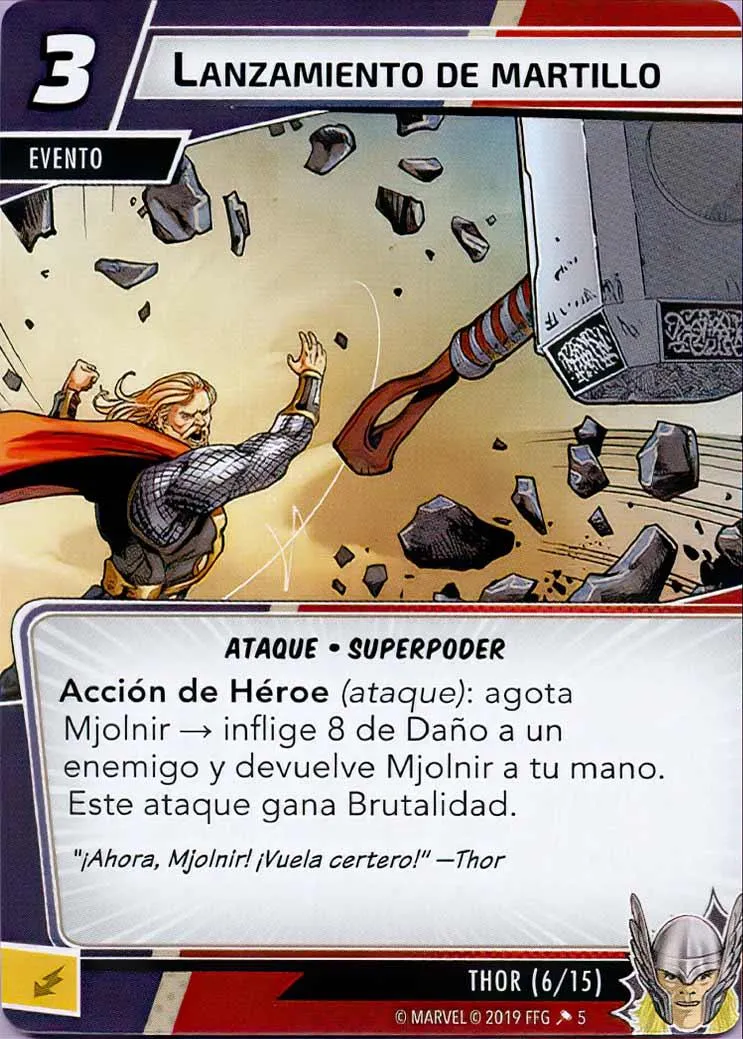 3
LANZAMIENTO DE MARTILLO
EVENTO
ATAQUE • SUPERPODER
Acción de Héroe (ataque): agota
Mjolnir → inflige 8 de Daño a un
enemigo y devuelve Mjolnir a tu mano.
Este ataque gana Brutalidad.
"¡Ahora, Mjolnir! ¡Vuela certero!" —Thor
THOR (6/15)
© MARVEL © 2019 FFG 5